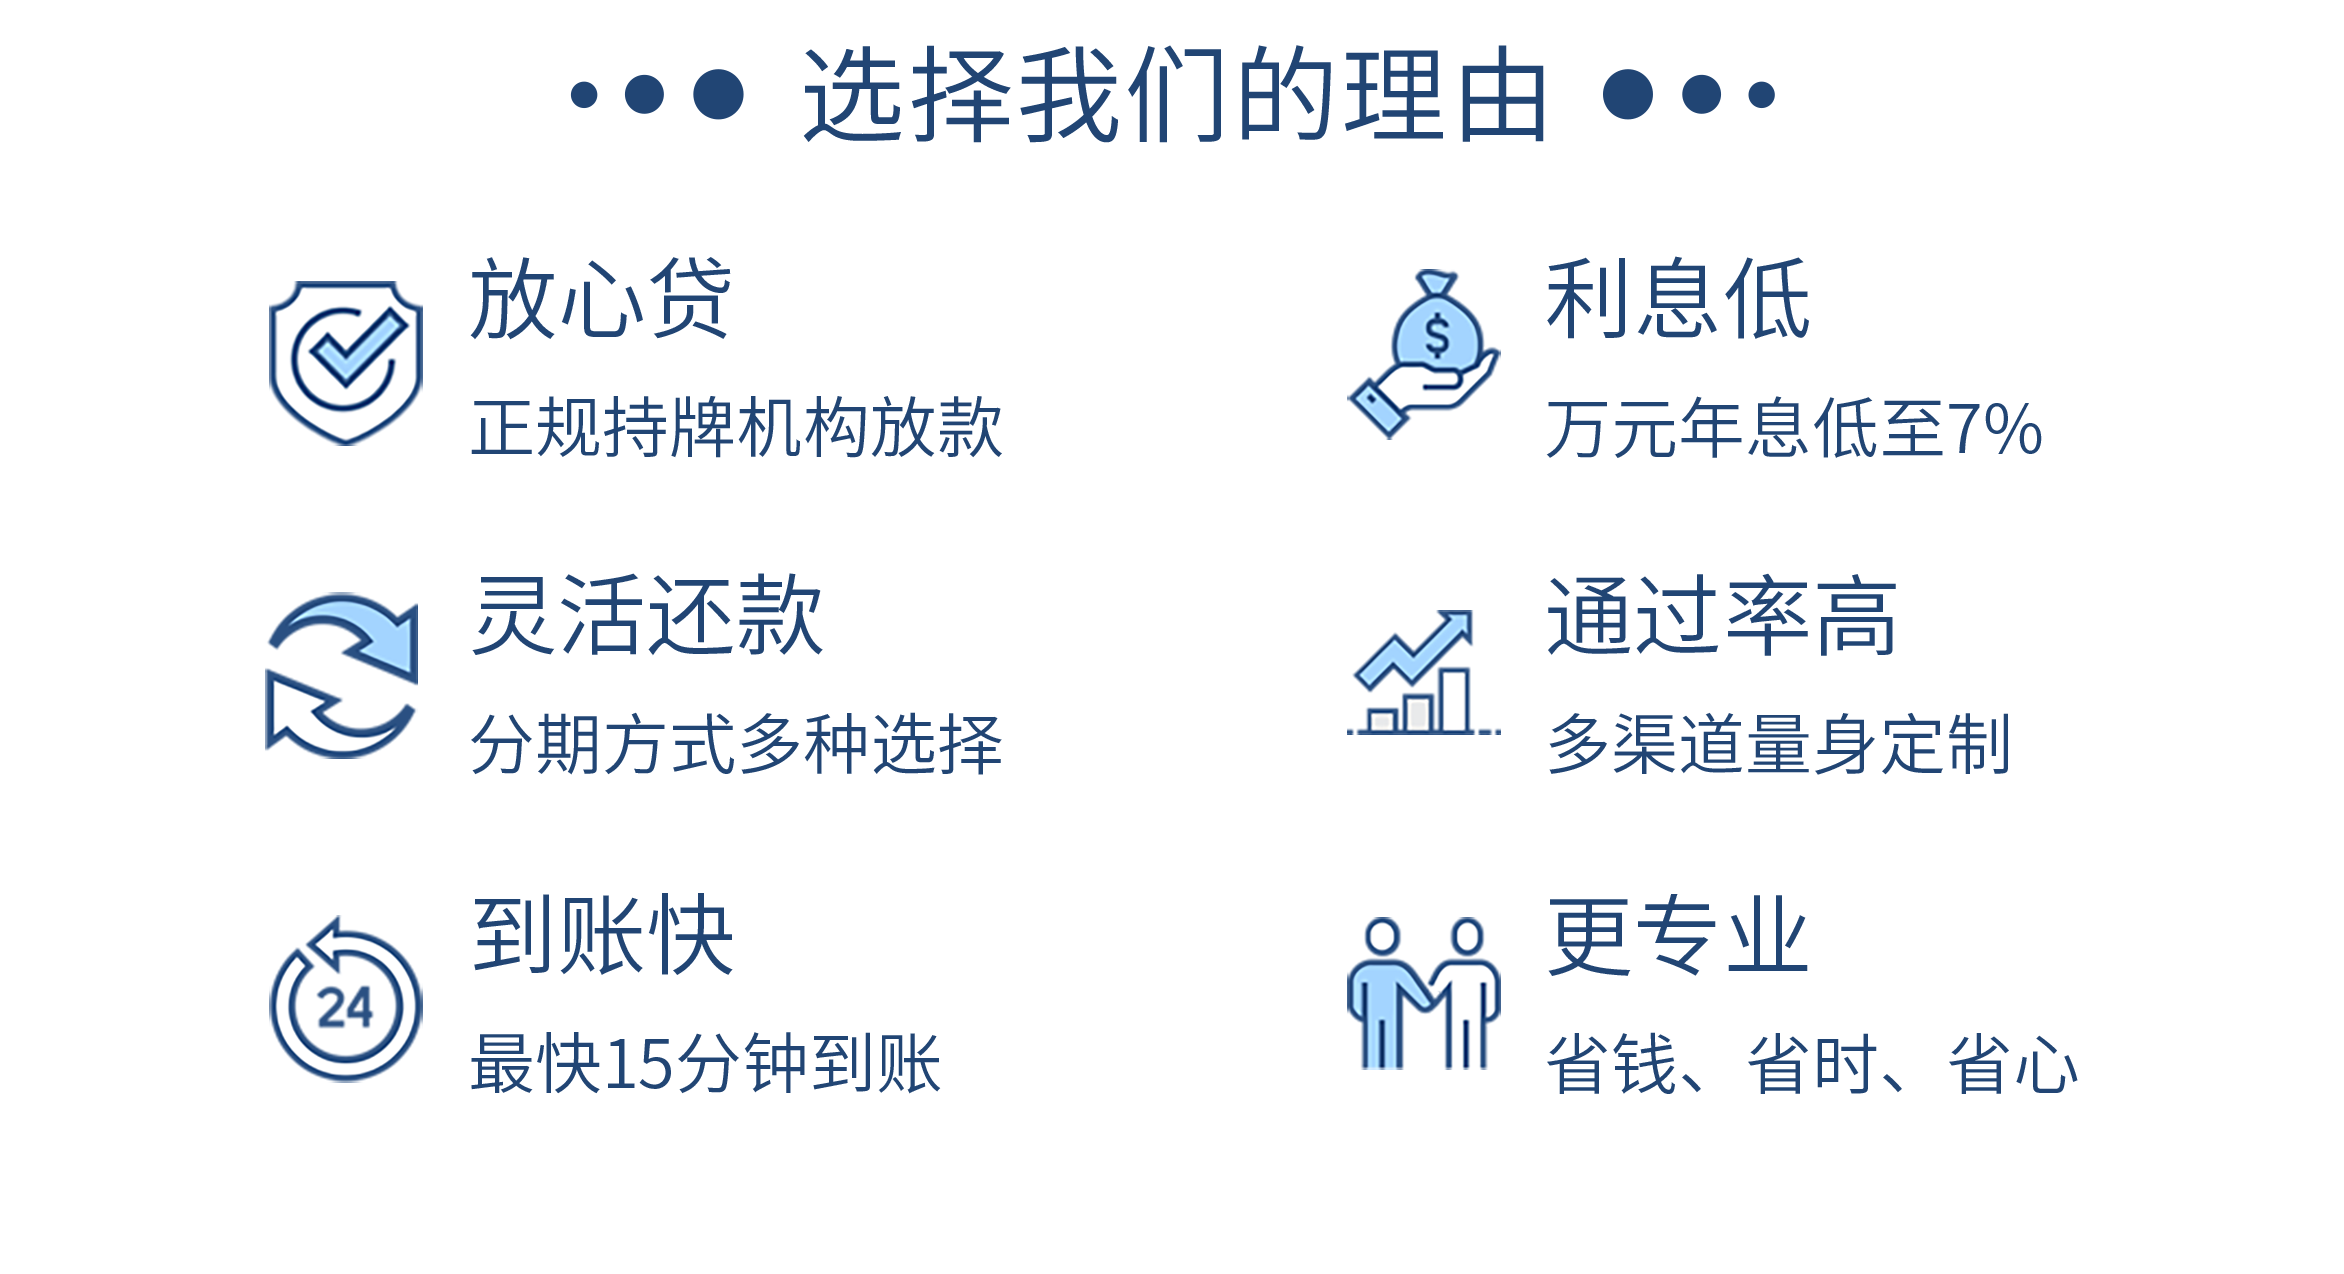 选择我们的理由
放心贷
正规持牌机构放款
利息低
万元年息低至7%
$
灵活还款
分期方式多种选择
通过率高
多渠道量身定制
到账快
最快15分钟到账
24
更专业
省钱、省时、省心